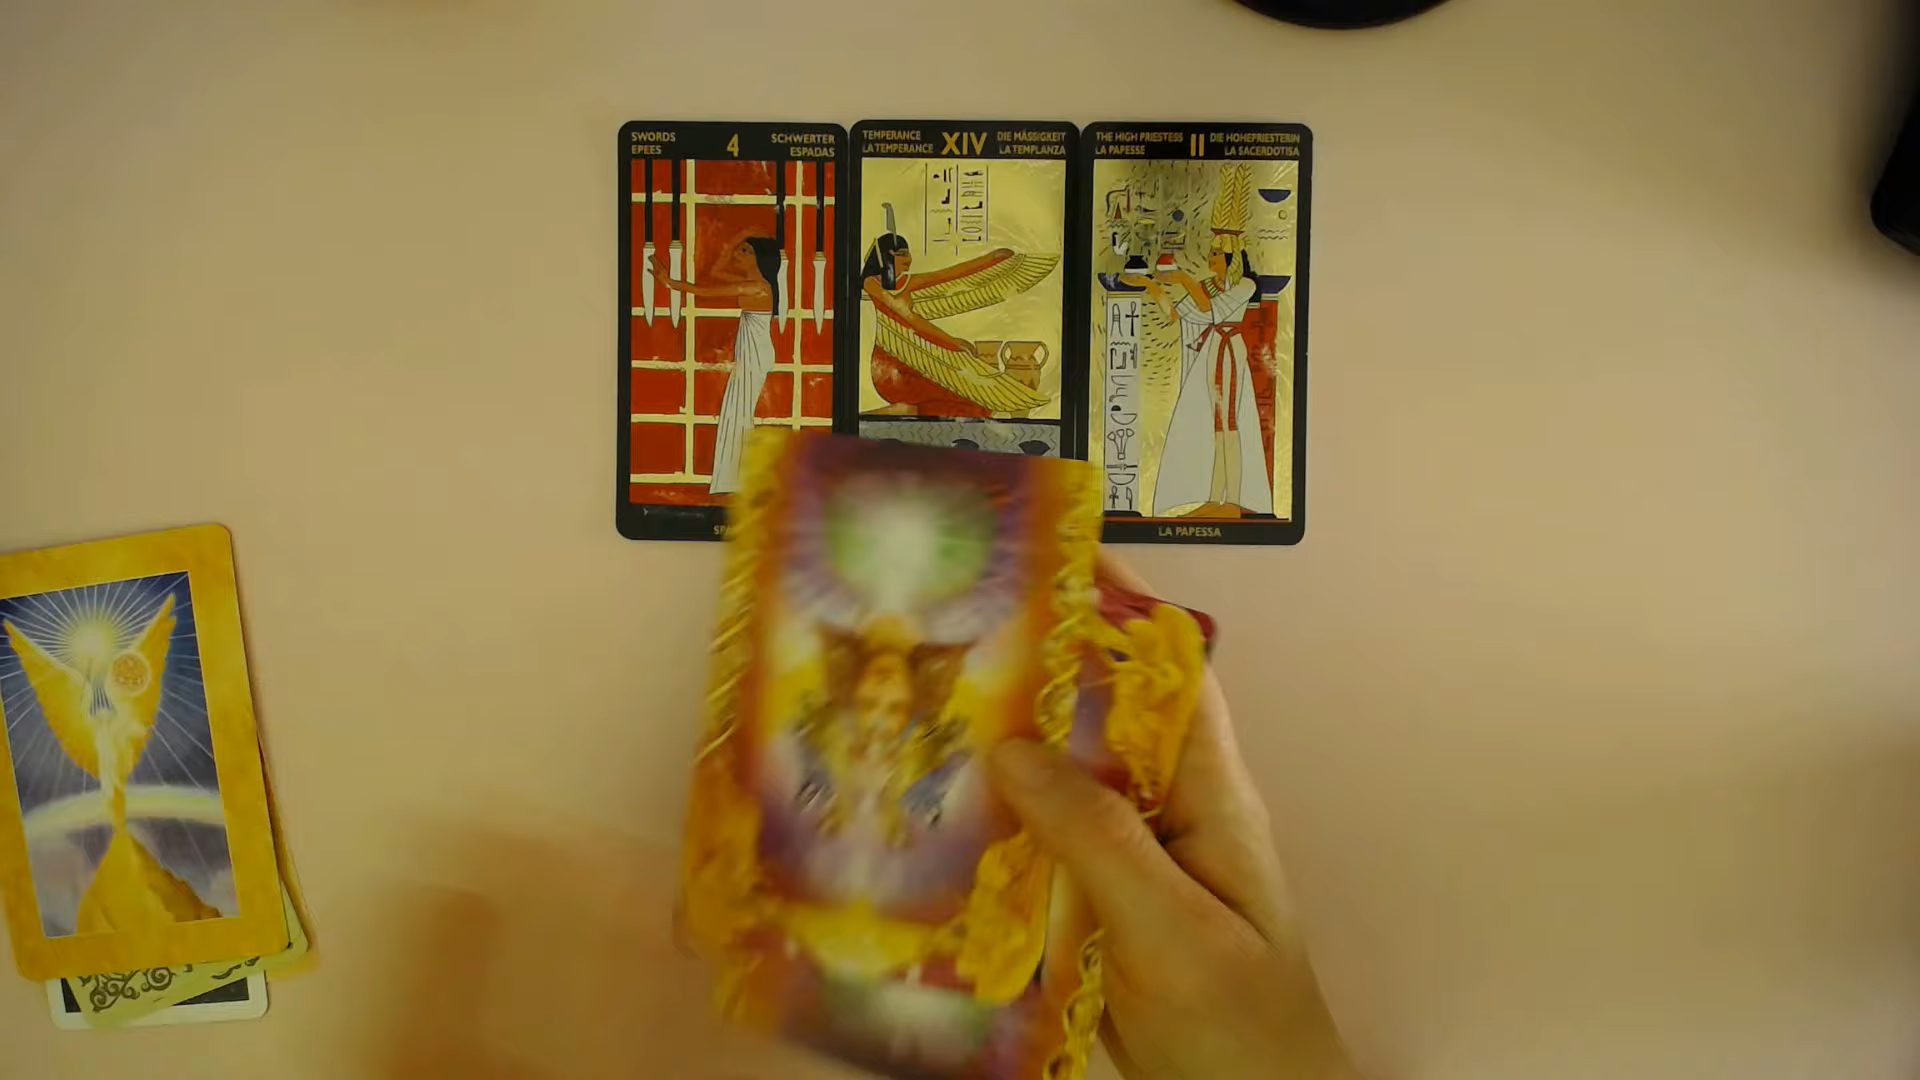 SWORDS
EPEES
4
SCHWERTER
ESPADAS
TEMPERANCE
LA TEMPERANCE
XIV
DIE MÄSSIGKEIT
LA TEMPLANZA
THE HIGH PRIESTESS
LA PAPESSE
II
DIE HOHEPRIESTERIN
LA SACERDOTISA
LA PAPESSA